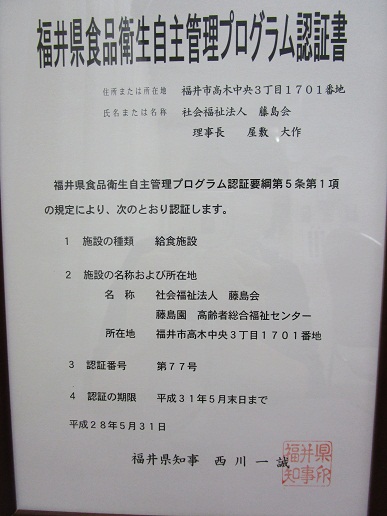 福井県食品衛生自主管理プログラム認証書
住所または所在地　福井市高木中央3丁目1701番地
氏名または名称　社会福祉法人　藤島会
理事長　屋敷　大作
福井県食品衛生自主管理プログラム認証要綱第5条第1項
の規定により、次のとおり認証します。
1　施設の種類　給食施設
2　施設の名称および所在地
名　称　社会福祉法人　藤島会
藤島園　高齢者総合福祉センター
所在地　福井市高木中央3丁目1701番地
3　認証番号　第77号
4　認証の期限　平成31年5月末日まで
平成28年5月31日
福井県知事　西川一誠
福井県
知事印